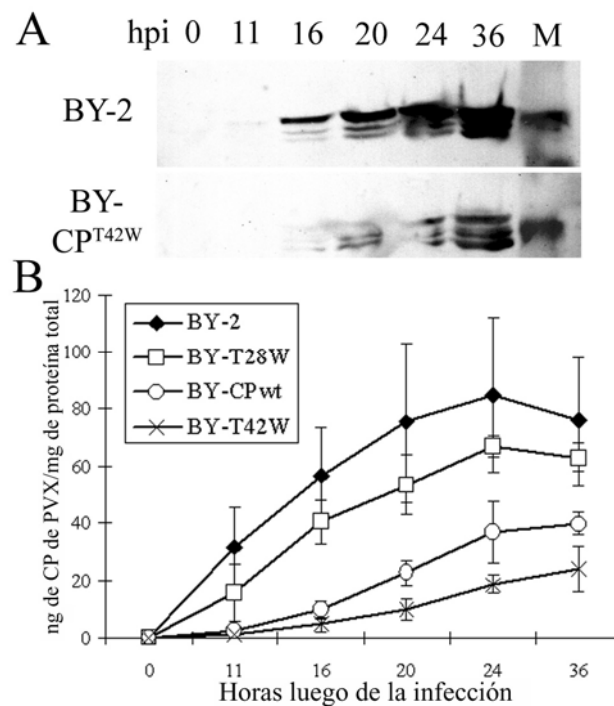 A
hpi 0 11 16 20 24 36 M
BY-2
BY-
CPT42W
B
ng de CP de PVX/mg de proteína total
120
100
80
60
40
20
0
BY-2
BY-T28W
BY-CPwt
BY-T42W
0 11 16 20 24 36
Horas luego de la infección